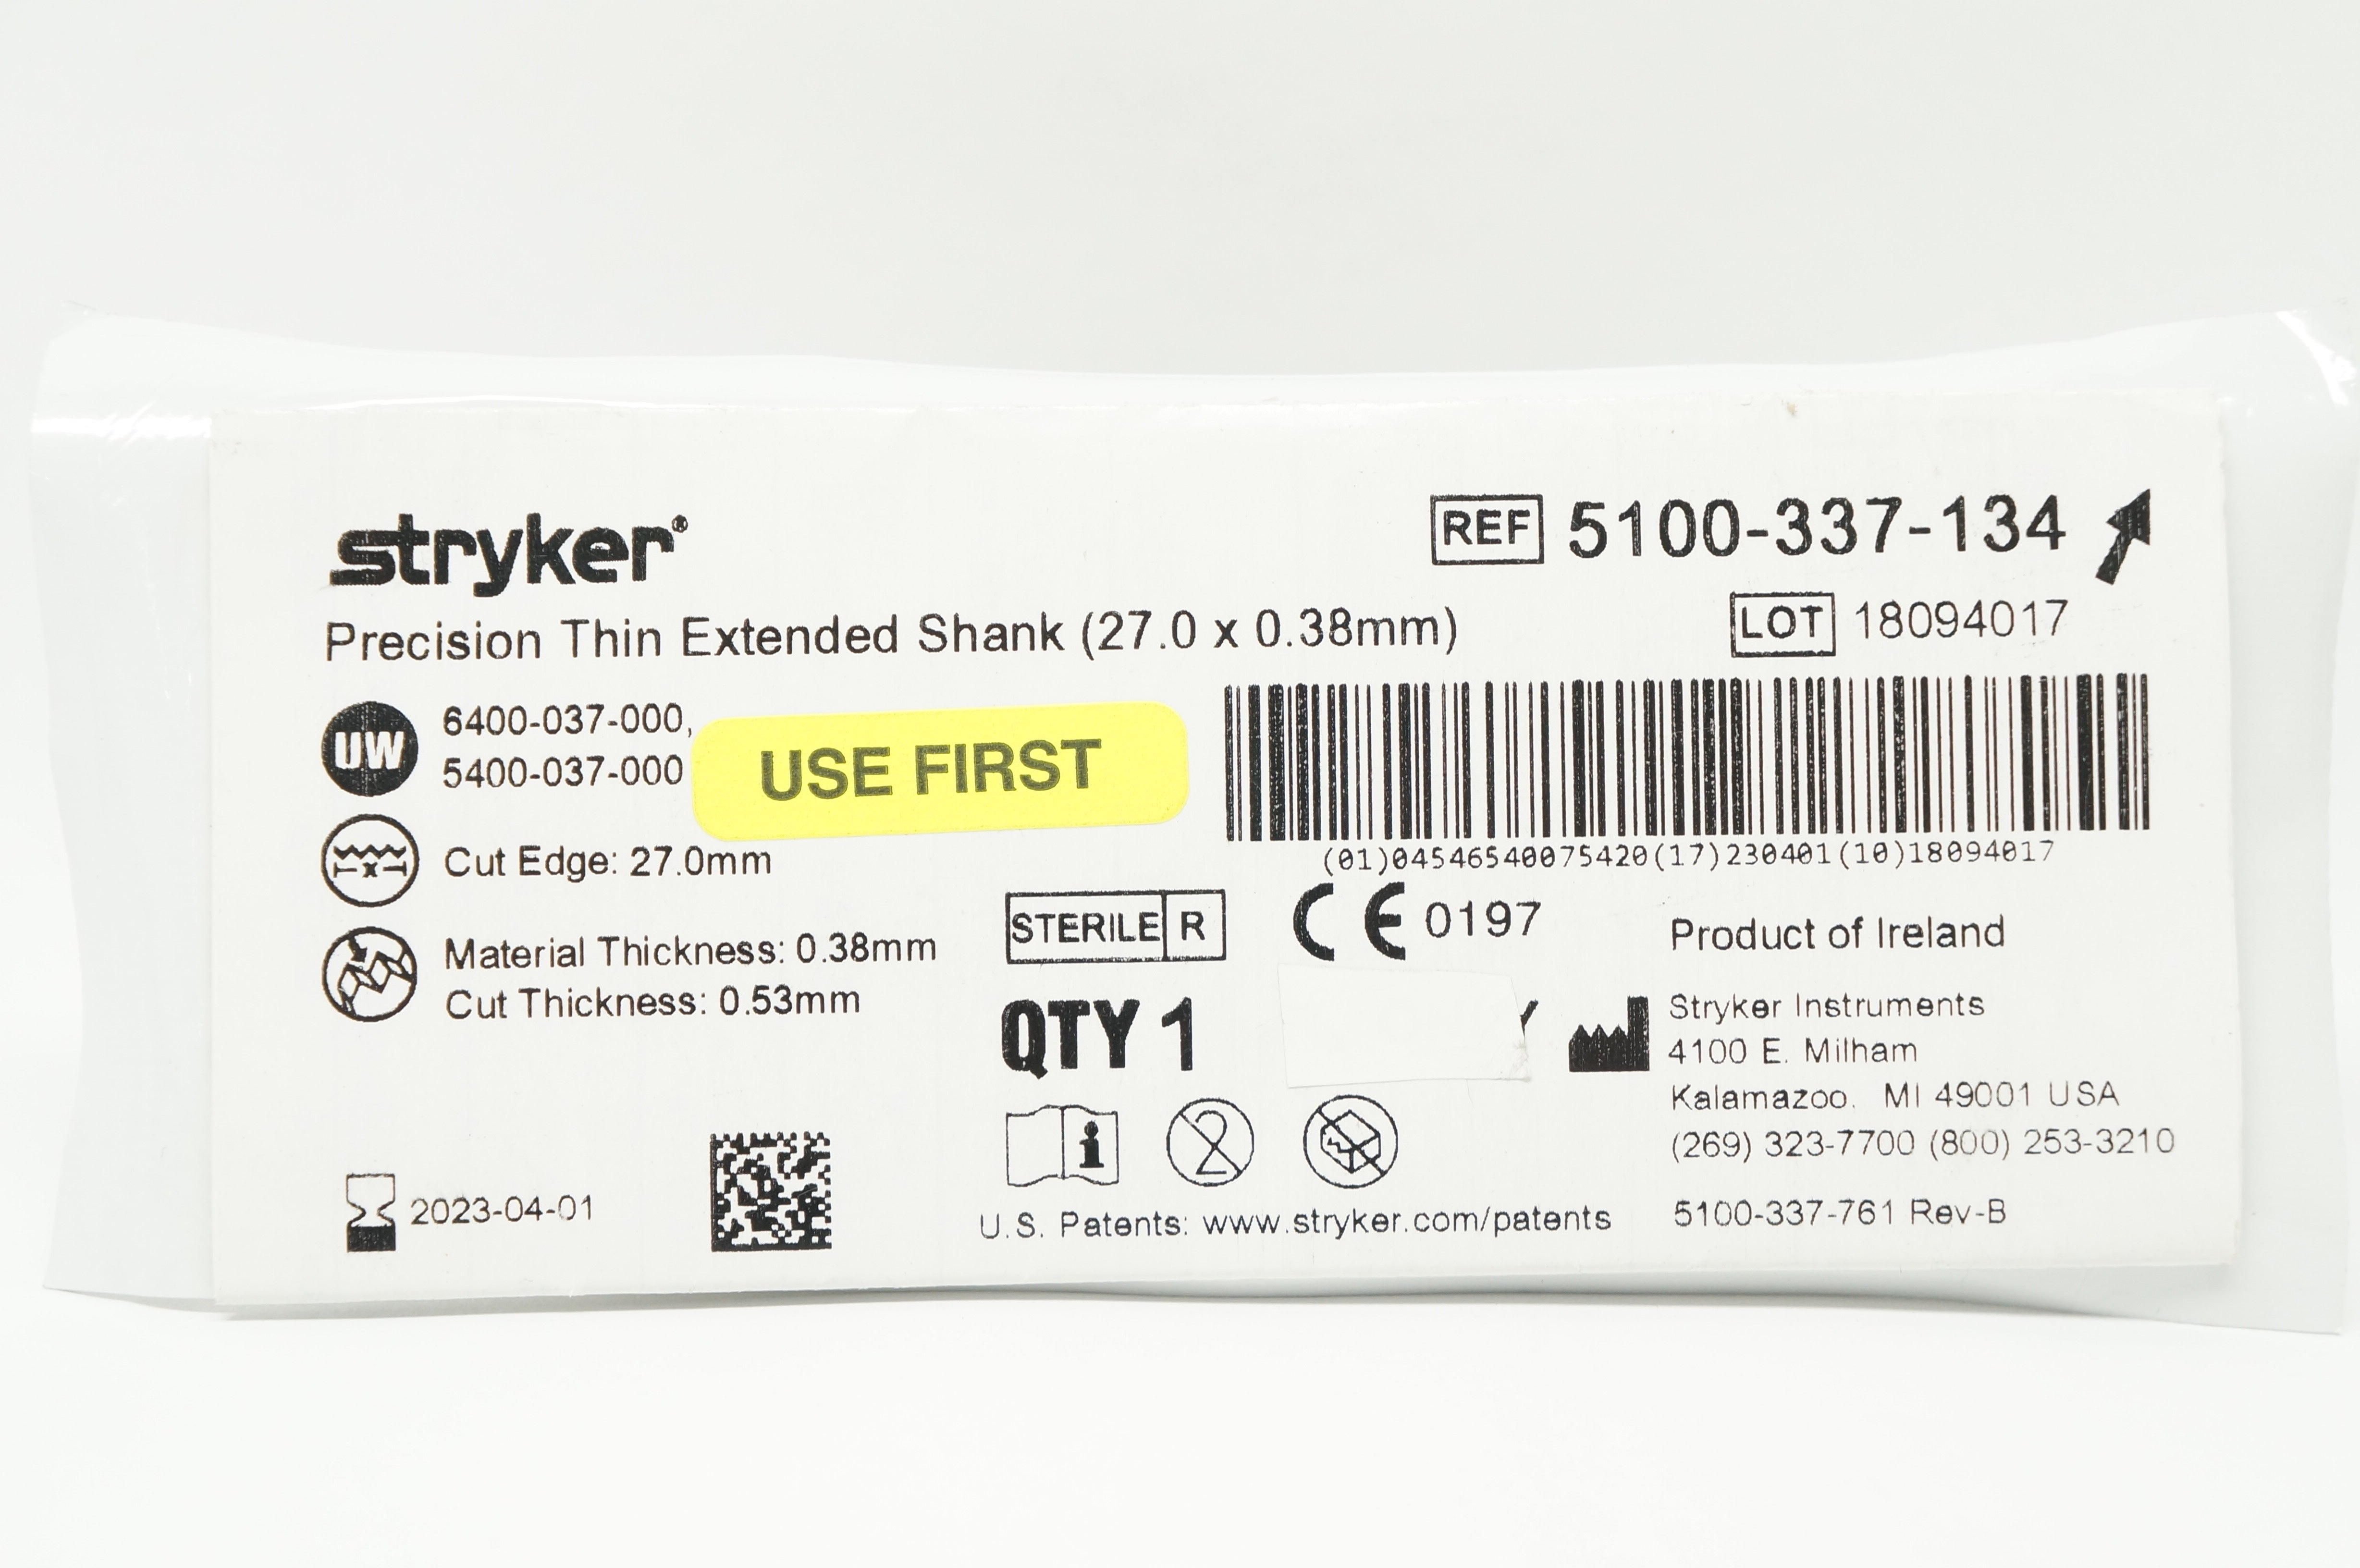 stryker®
REF 5100-337-134
Precision Thin Extended Shank (27.0 x 0.38mm)
LOT 18094017
UW 6400-037-000,
5400-037-000
USE FIRST
(01)04546540075420(17)230401(10)18094017
Cut Edge: 27.0mm
x
Material Thickness: 0.38mm
Cut Thickness: 0.53mm
STERILE R
CE 0197
Product of Ireland
QTY 1
Stryker Instruments
4100 E. Milham
Kalamazoo, MI 49001 USA
(269) 323-7700 (800) 253-3210
i
2
2023-04-01
U.S. Patents: www.stryker.com/patents
5100-337-761 Rev-B